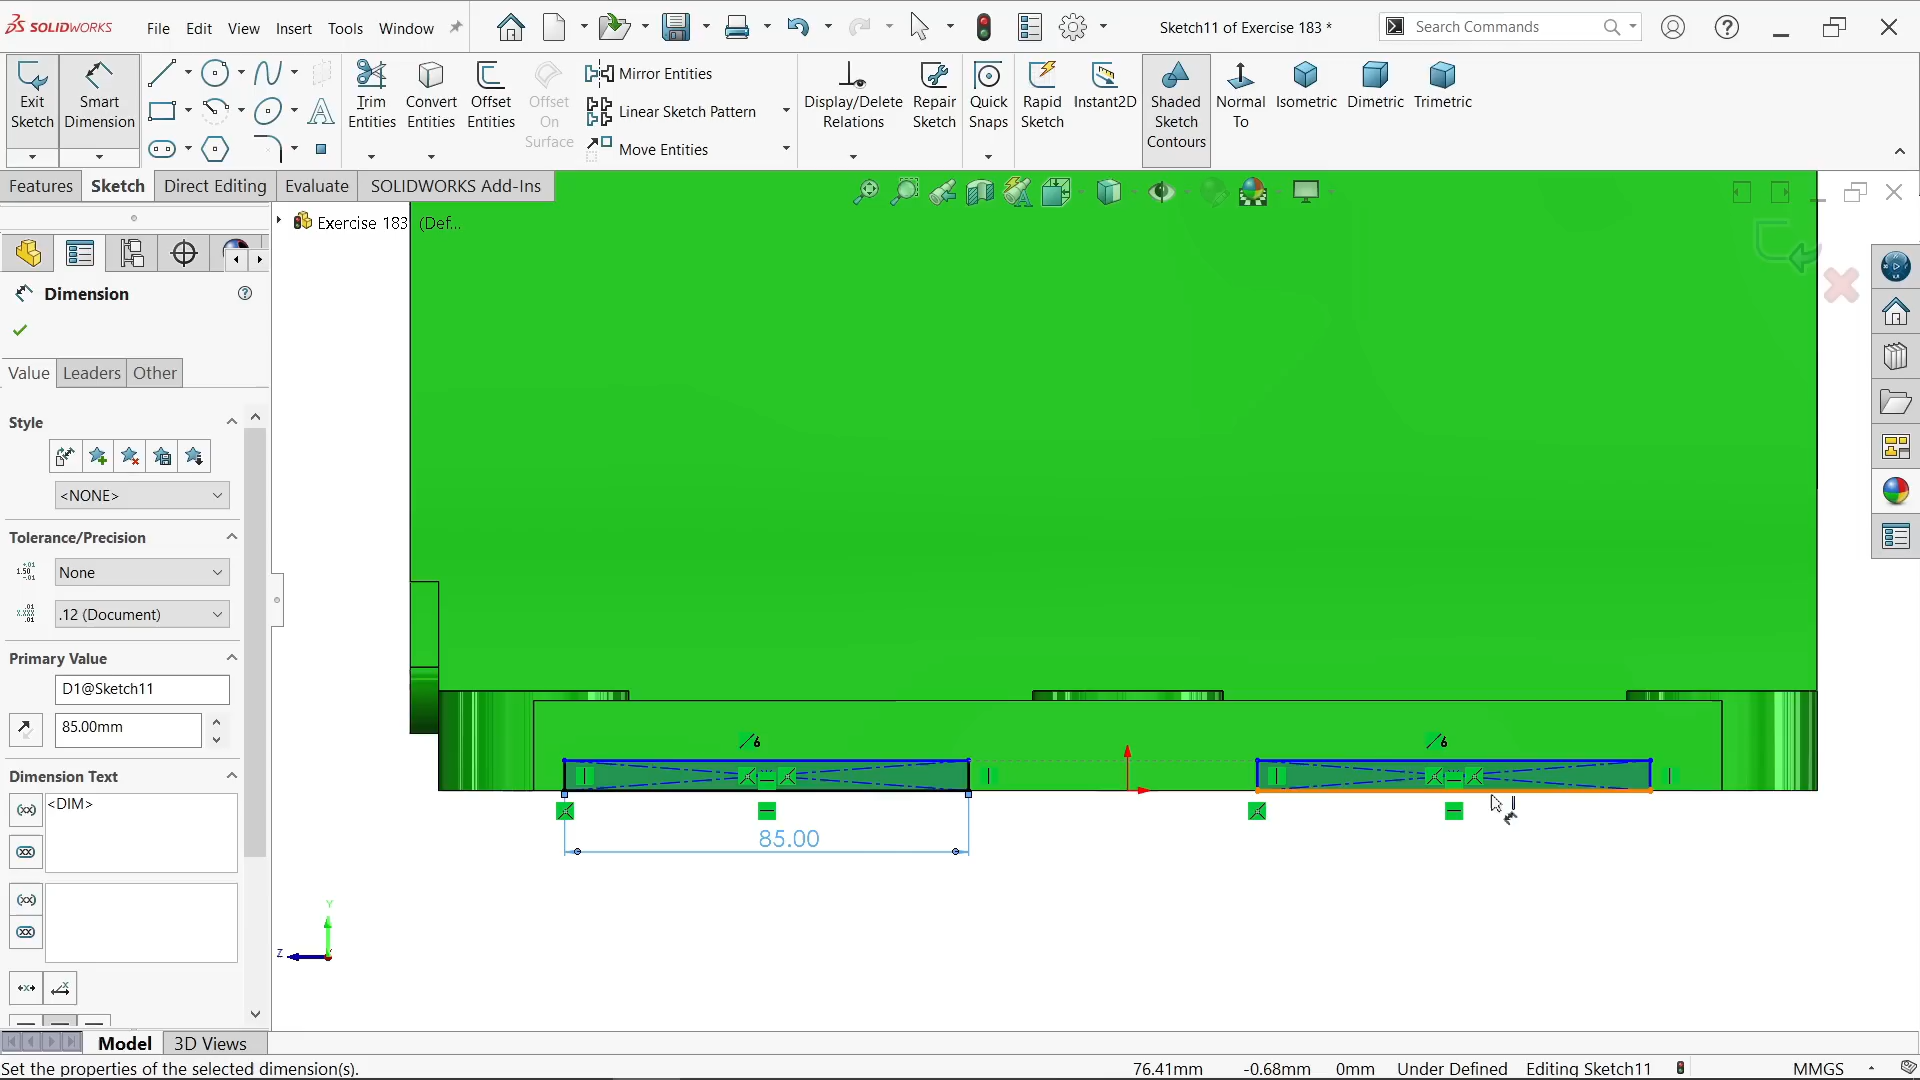 SOLIDWORKS
File Edit View Insert Tools Window
Sketch11 of Exercise 183 *
Search Commands
Exit Sketch
Smart Dimension
Trim Entities
Convert Entities
Offset Entities
Offset On Surface
Mirror Entities
Linear Sketch Pattern
Move Entities
Display/Delete Relations
Repair Sketch
Quick Snaps
Rapid Sketch
Instant2D
Shaded Sketch Contours
Normal To
Isometric
Dimetric
Trimetric
Features Sketch Direct Editing Evaluate SOLIDWORKS Add-Ins
Exercise 183 (Def...
Dimension
Value Leaders Other
Style
<NONE>
Tolerance/Precision
None
.12 (Document)
Primary Value
D1@Sketch11
85.00mm
Dimension Text
<DIM>
6
6
85.00
Y
Z
Model 3D Views
Set the properties of the selected dimension(s).
76.41mm -0.68mm 0mm Under Defined Editing Sketch11 MMGS